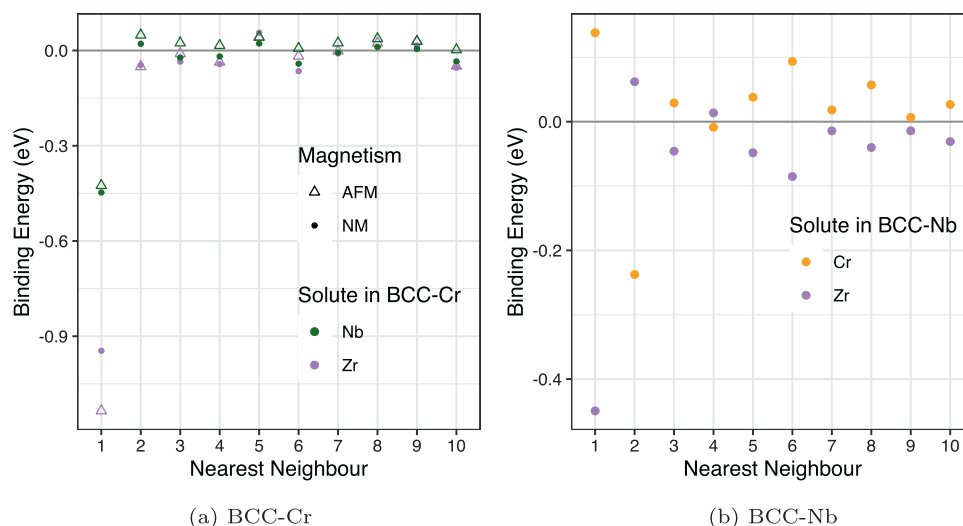 0.0
-0.3
-0.6
-0.9
Binding Energy (eV)
Magnetism
AFM
NM
Solute in BCC-Cr
Nb
Zr
1 2 3 4 5 6 7 8 9 10
Nearest Neighbour
(a) BCC-Cr
0.0
-0.2
-0.4
Binding Energy (eV)
Solute in BCC-Nb
Cr
Zr
1 2 3 4 5 6 7 8 9 10
Nearest Neighbour
(b) BCC-Nb